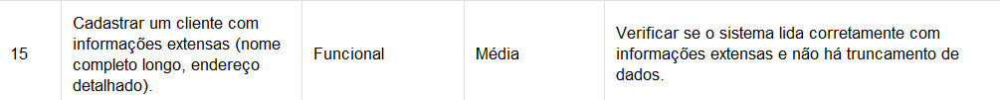 15
Cadastrar um cliente com
informações extensas (nome
completo longo, endereço
detalhado).
Funcional
Média
Verificar se o sistema lida corretamente com
informações extensas e não há truncamento de
dados.